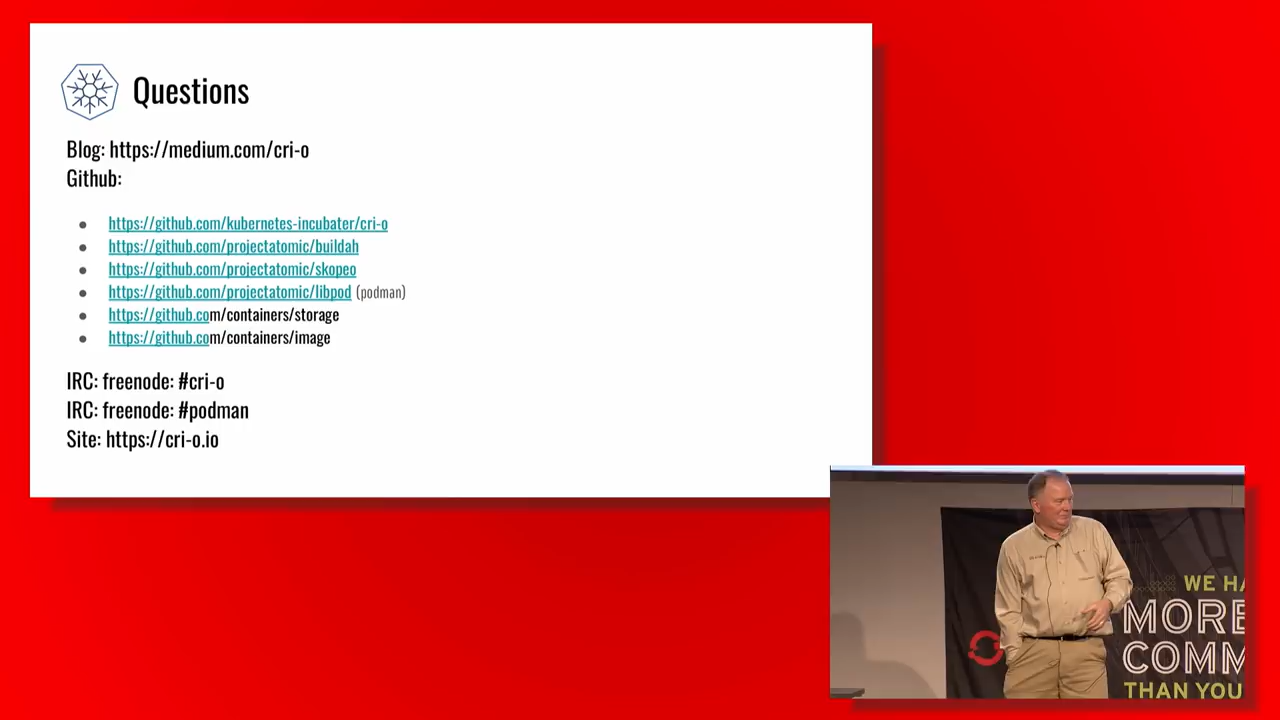 Questions
Blog: https://medium.com/cri-o
Github:
https://github.com/kubernetes-incubater/cri-o
https://github.com/projectatomic/buildah
https://github.com/projectatomic/skopeo
https://github.com/projectatomic/libpod (podman)
https://github.com/containers/storage
https://github.com/containers/image
IRC: freenode: #cri-o
IRC: freenode: #podman
Site: https://cri-o.io
WE HA
MORE
COMM
THAN YOU